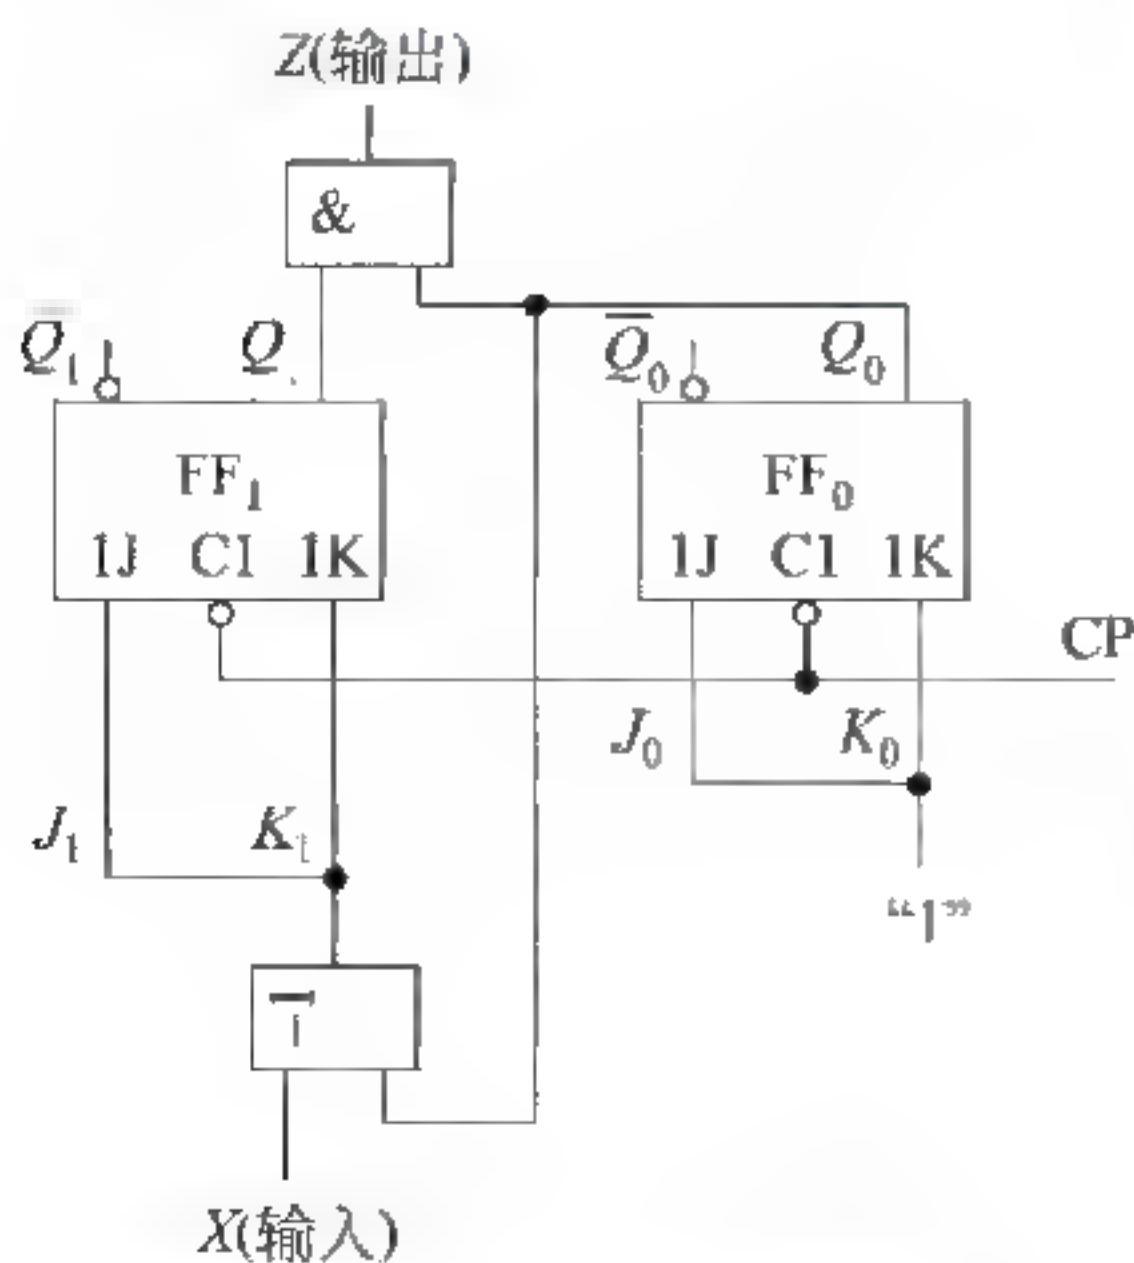 Z(输出)
&
Q̅₁ Q Q̅₀ Q₀
FF₁ FF₀
1J C1 1K 1J C1 1K
CP
J₀ K₀
J₁ K₁
“1”
X(输入)